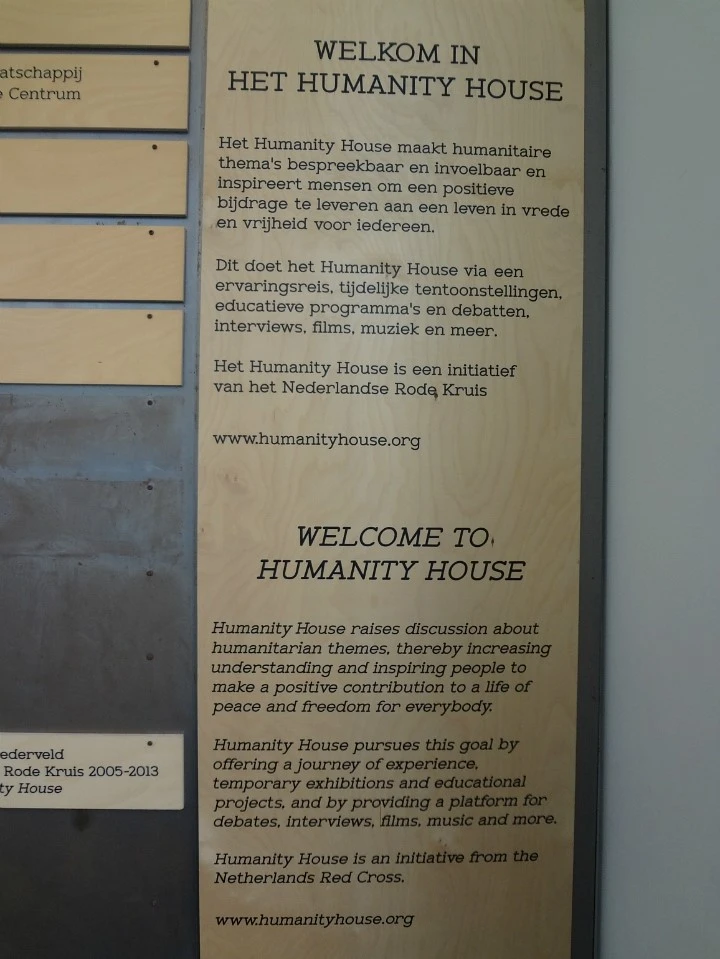 atschappij
Centrum
WELKOM IN
HET HUMANITY HOUSE
Het Humanity House maakt humanitaire
thema's bespreekbaar en invoelbaar en
inspireert mensen om een positieve
bijdrage te leveren aan een leven in vrede
en vrijheid voor iedereen.
Dit doet het Humanity House via een
ervaringsreis, tijdelijke tentoonstellingen,
educatieve programma's en debatten,
interviews, films, muziek en meer.
Het Humanity House is een initiatief
van het Nederlandse Rode Kruis
www.humanityhouse.org
WELCOME TO
HUMANITY HOUSE
Humanity House raises discussion about
humanitarian themes, thereby increasing
understanding and inspiring people to
make a positive contribution to a life of
peace and freedom for everybody.
Humanity House pursues this goal by
offering a journey of experience,
temporary exhibitions and educational
projects, and by providing a platform for
debates, interviews, films, music and more.
Humanity House is an initiative from the
Netherlands Red Cross.
www.humanityhouse.org
ederveld
Rode Kruis 2005-2013
ty House